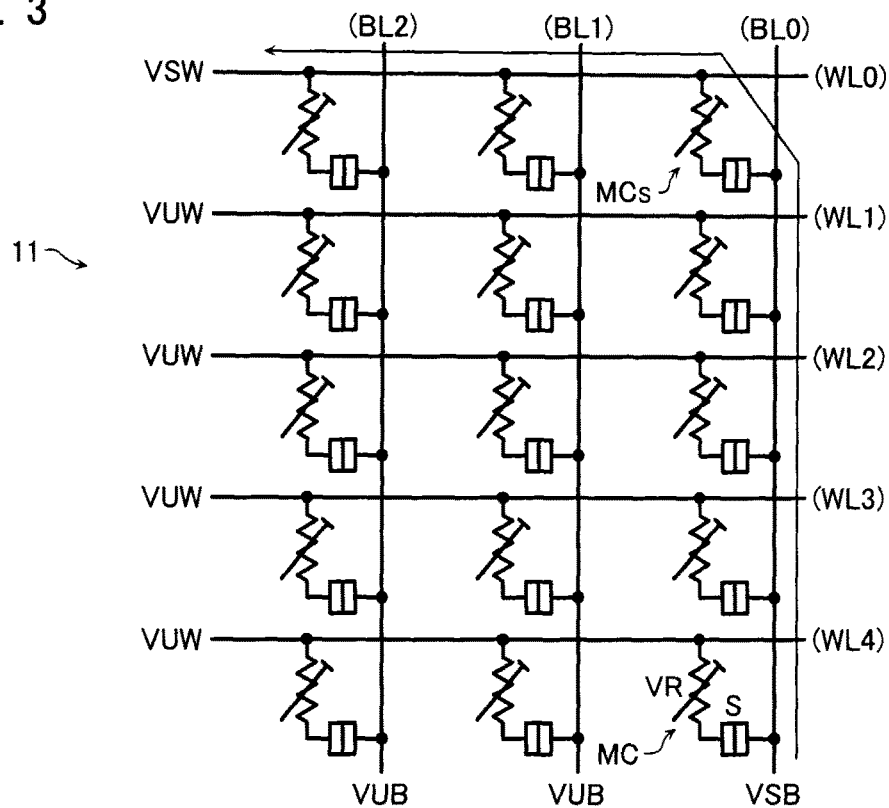 3
(BL2) (BL1) (BL0)
VSW (WL0)
MCs
VUW (WL1)
11
VUW (WL2)
VUW (WL3)
VUW (WL4)
VR S
MC
VUB VUB VSB